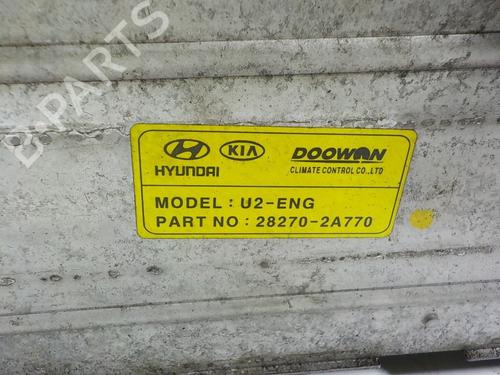 B-PARTS
HYUNDAI
KIA
DOOWON
CLIMATE CONTROL CO., LTD
MODEL : U2-ENG
PART NO : 28270-2A770